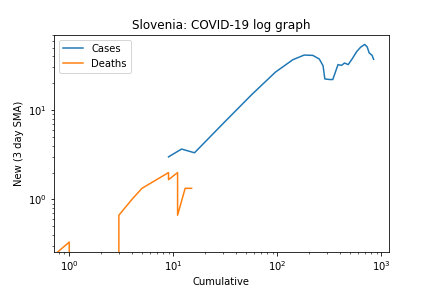 Slovenia: COVID-19 log graph
Cases
Deaths
New (3 day SMA)
10¹
10⁰
10⁰ 10¹ 10² 10³
Cumulative